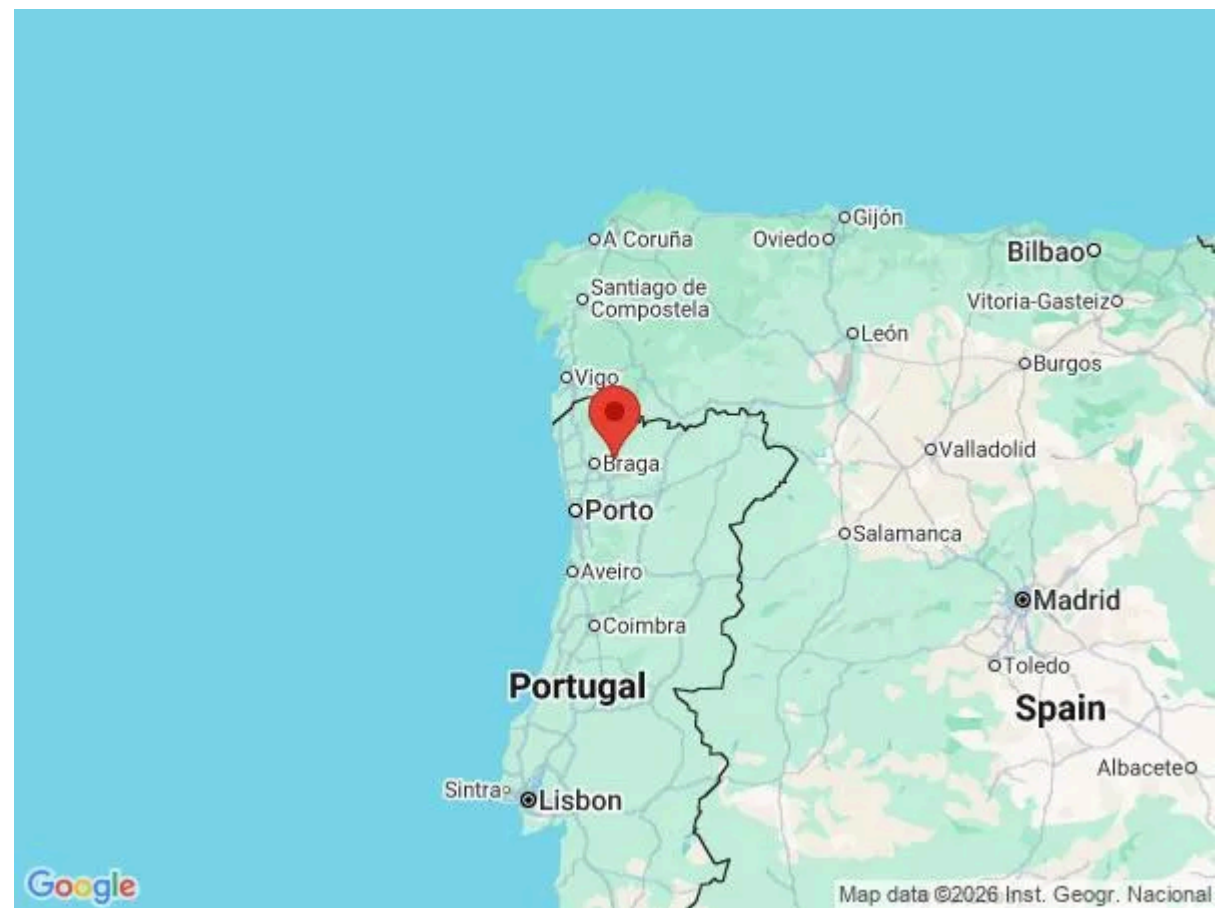 Gijón
A Coruña
Oviedo
Bilbao
Santiago de
Compostela
Vitoria-Gasteiz
León
Burgos
Vigo
Valladolid
Braga
Porto
Salamanca
Aveiro
Madrid
Coimbra
Toledo
Portugal
Spain
Albacete
Sintra
Lisbon
Google
Map data ©2026 Inst. Geogr. Nacional